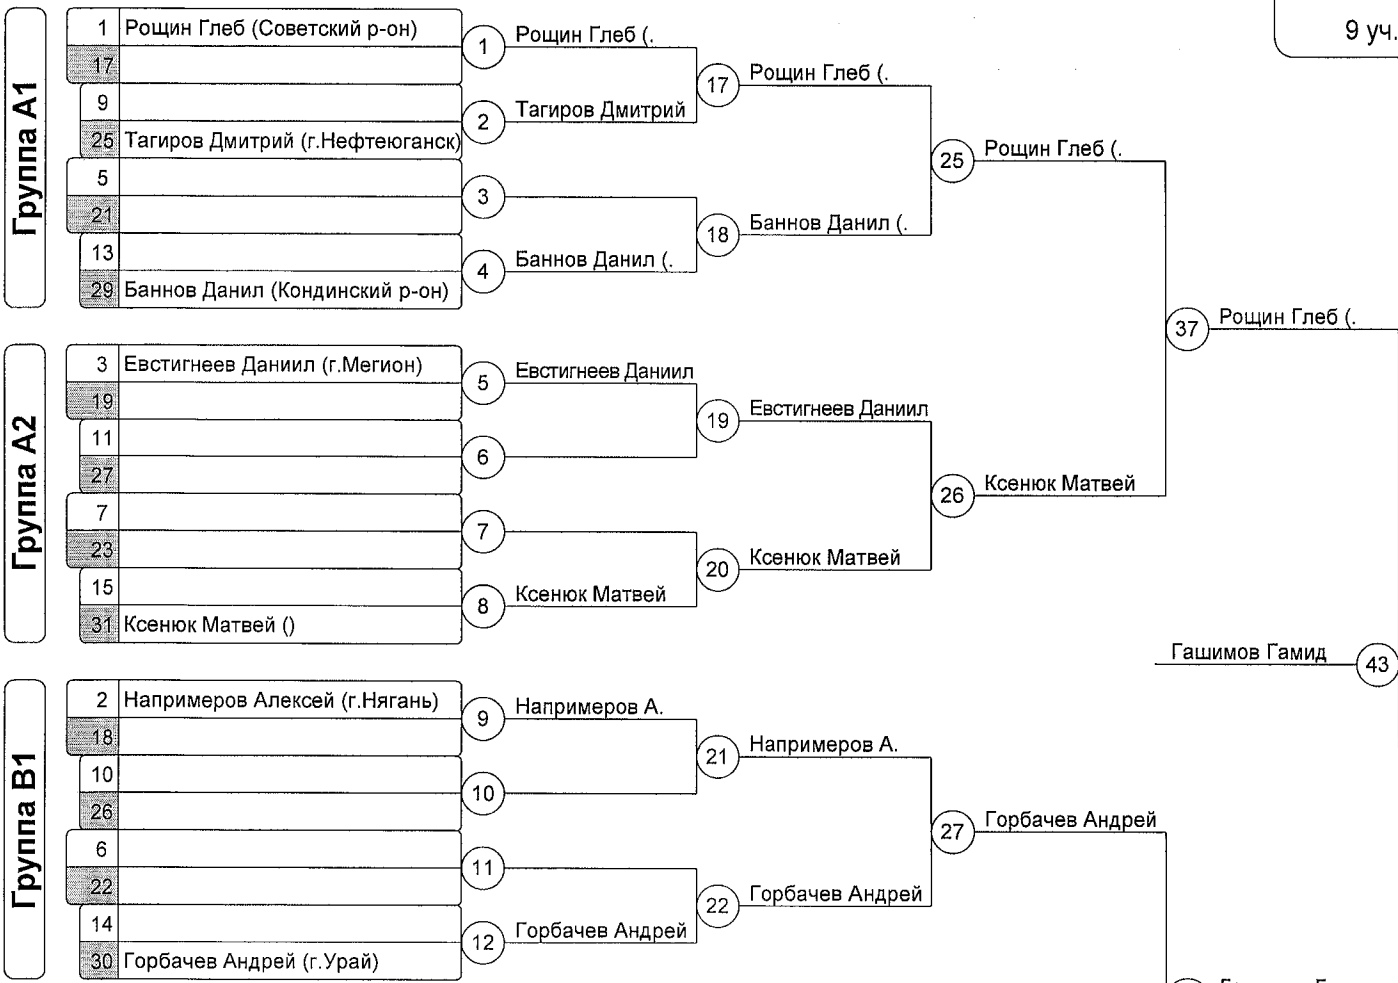 9 уч.
Группа А1
1 Рощин Глеб (Советский р-он)
17
9
25 Тагиров Дмитрий (г.Нефтеюганск)
5
21
13
29 Баннов Данил (Кондинский р-он)
1 Рощин Глеб (.
2 Тагиров Дмитрий
3
4 Баннов Данил (.
17 Рощин Глеб (.
18 Баннов Данил (.
25 Рощин Глеб (.
37 Рощин Глеб (.
Группа А2
3 Евстигнеев Даниил (г.Мегион)
19
11
27
7
23
15
31 Ксенюк Матвей ()
5 Евстигнеев Даниил
6
7
8 Ксенюк Матвей
19 Евстигнеев Даниил
20 Ксенюк Матвей
26 Ксенюк Матвей
Гашимов Гамид 43
Группа В1
2 Напримеров Алексей (г.Нягань)
18
10
26
6
22
14
30 Горбачев Андрей (г.Урай)
9 Напримеров А.
10
11
12 Горбачев Андрей
21 Напримеров А.
22 Горбачев Андрей
27 Горбачев Андрей